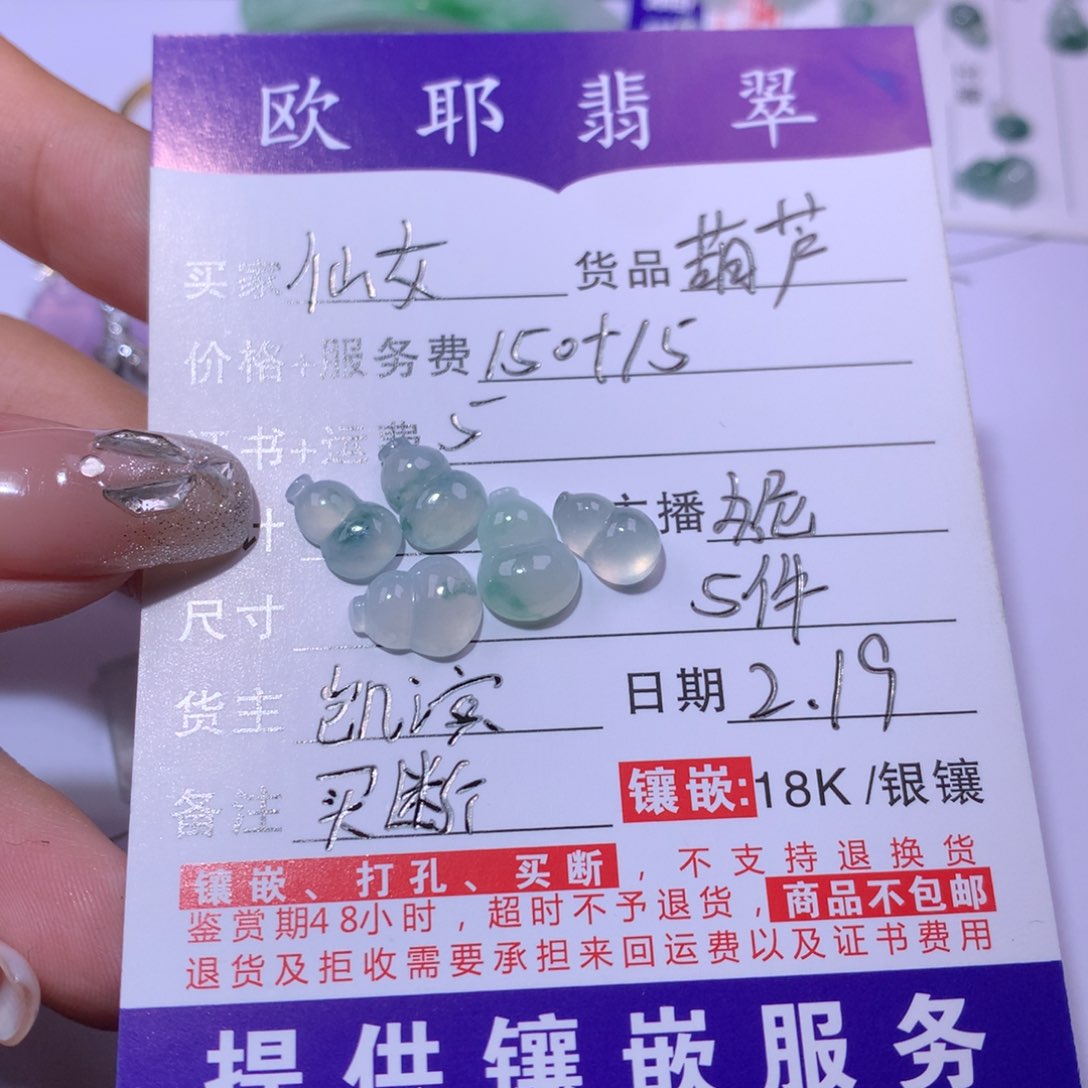 欧耶翡翠
买家 仙女 货品 葫芦
价格+服务费 150+15
证书+运费 5
播
5件
尺寸
货主 凯滨 日期 2.19
备注 买断 镶嵌:18K/银镶
镶嵌、打孔、买断，不支持退换货
鉴赏期48小时，超时不予退货，商品不包邮
退货及拒收需要承担来回运费以及证书费用
提供镶嵌服务